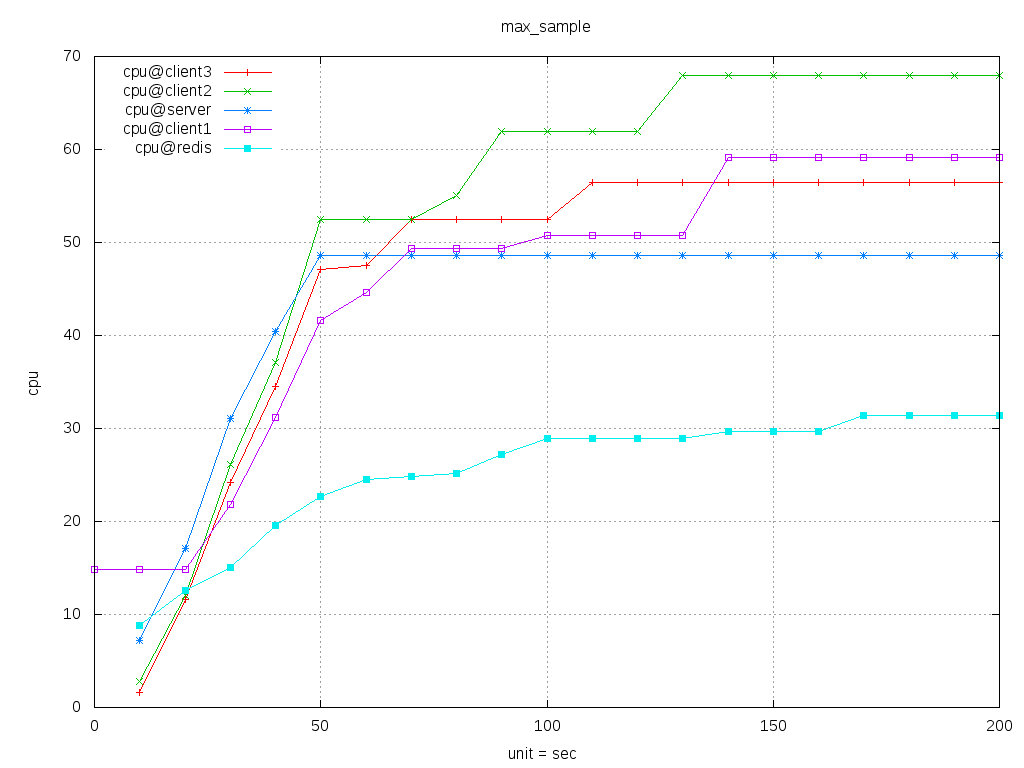 max_sample
70
60
50
40
30
20
10
0
cpu
cpu@client3
cpu@client2
cpu@server
cpu@client1
cpu@redis
0 50 100 150 200
unit = sec